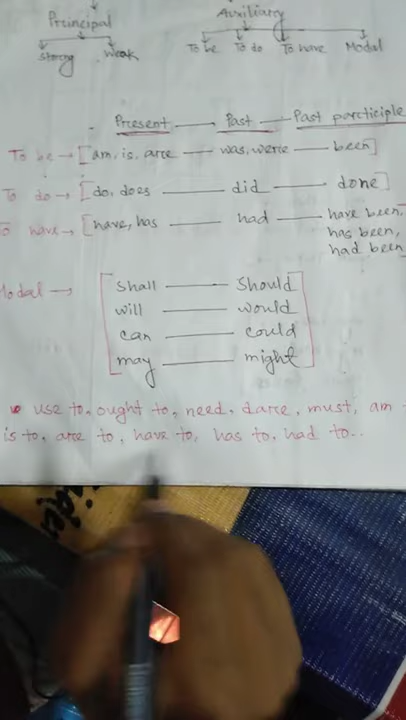 Principal Auxiliary
Strong Weak To be To do To have Modal
Present Past Past participle
To be → [am, is, are — was, were — been]
To do → [do, does — did — done]
To have → [have, has — had — have been,
has been,
had been
Modal → shall — should
will — would
can — could
may — might
use to, ought to, need, dare, must, am
is to, are to, have to, has to, had to..